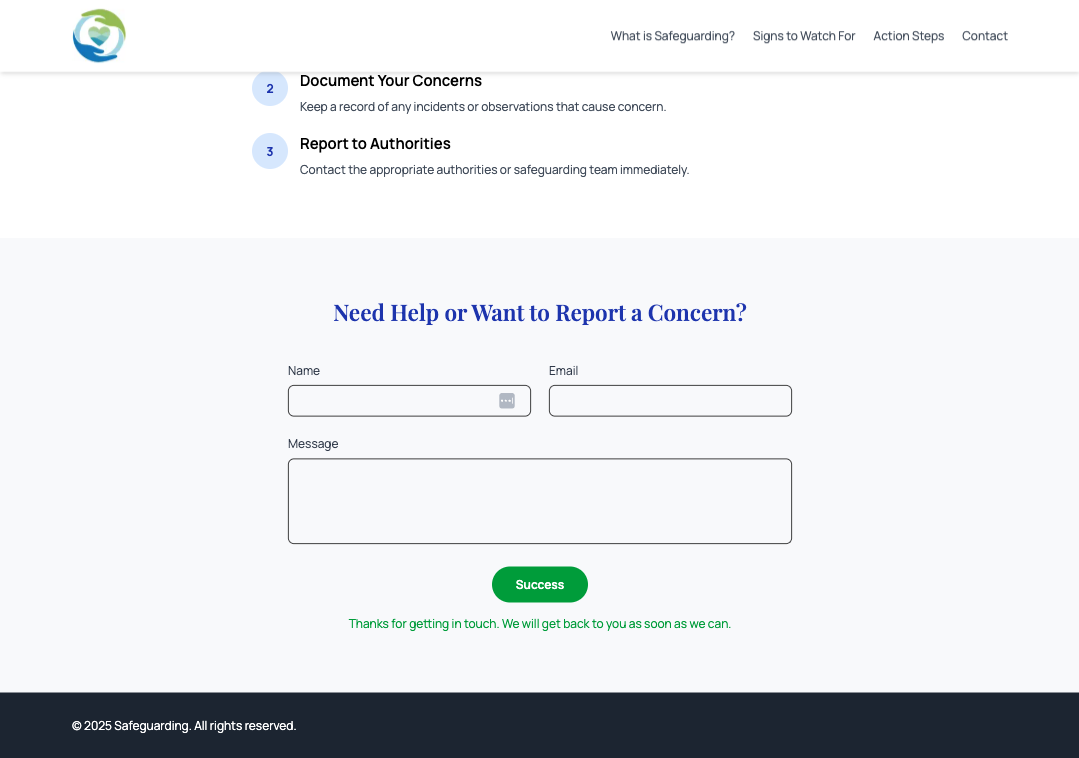 What is Safeguarding? Signs to Watch For Action Steps Contact
2 Document Your Concerns
Keep a record of any incidents or observations that cause concern.
3 Report to Authorities
Contact the appropriate authorities or safeguarding team immediately.
Need Help or Want to Report a Concern?
Name Email
Message
Success
Thanks for getting in touch. We will get back to you as soon as we can.
© 2025 Safeguarding. All rights reserved.